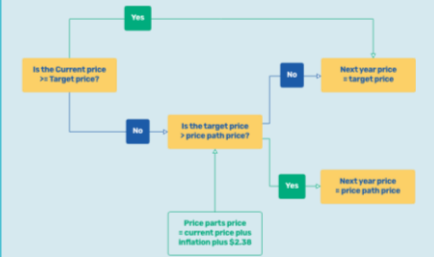 Yes
Is the Current price
>= Target price?
No
Next year price
= target price
No
Is the target price
> price path price?
Yes
Next year price
= price path price
Price parts price
= current price plus
inflation plus $2.38